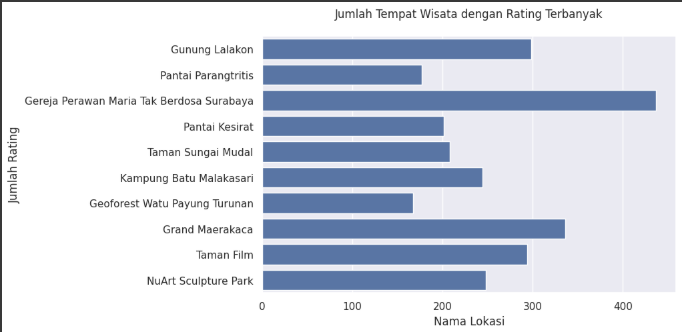 Jumlah Tempat Wisata dengan Rating Terbanyak
Jumlah Rating
Gunung Lalakon
Pantai Parangtritis
Gereja Perawan Maria Tak Berdosa Surabaya
Pantai Kesirat
Taman Sungai Mudal
Kampung Batu Malakasari
Geoforest Watu Payung Turunan
Grand Maerakaca
Taman Film
NuArt Sculpture Park
0 100 200 300 400
Nama Lokasi